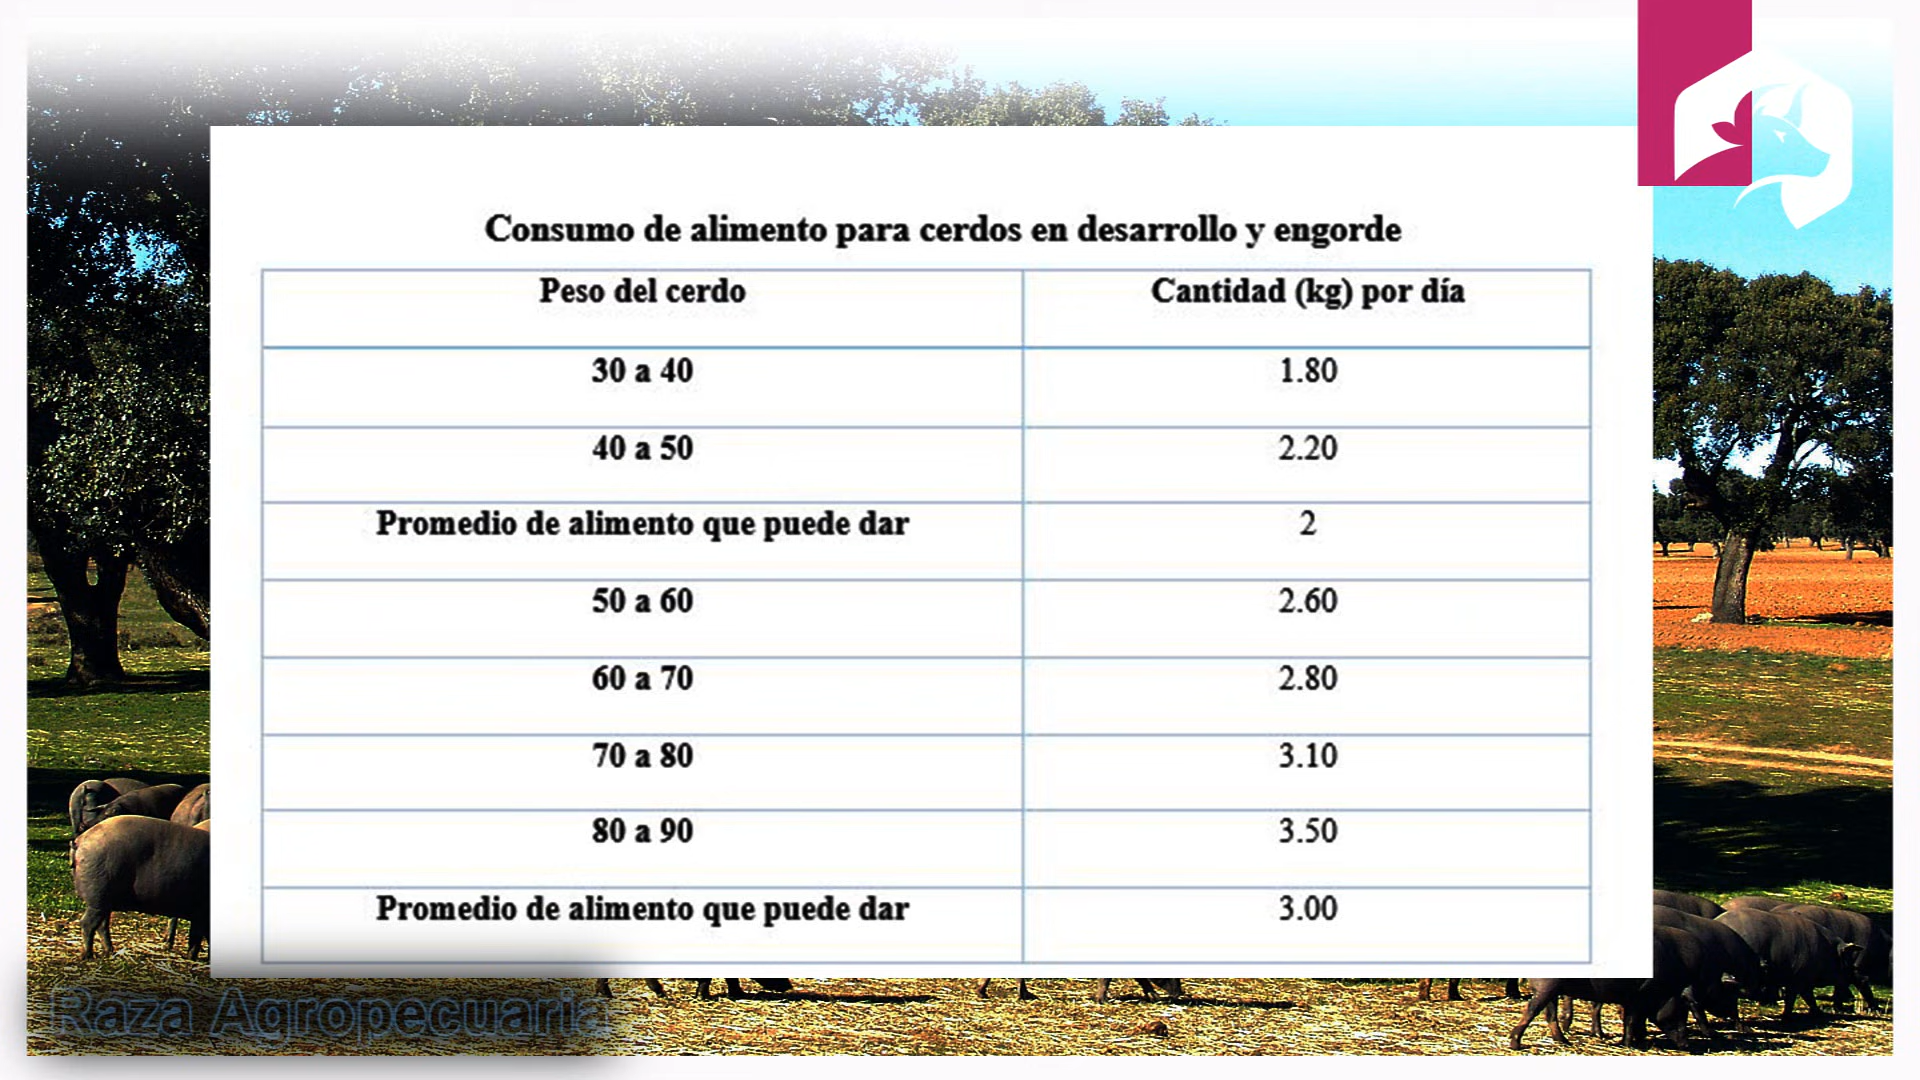 Consumo de alimento para cerdos en desarrollo y engorde
Peso del cerdo Cantidad (kg) por día
30 a 40 1.80
40 a 50 2.20
Promedio de alimento que puede dar 2
50 a 60 2.60
60 a 70 2.80
70 a 80 3.10
80 a 90 3.50
Promedio de alimento que puede dar 3.00
Raza Agropecuaria